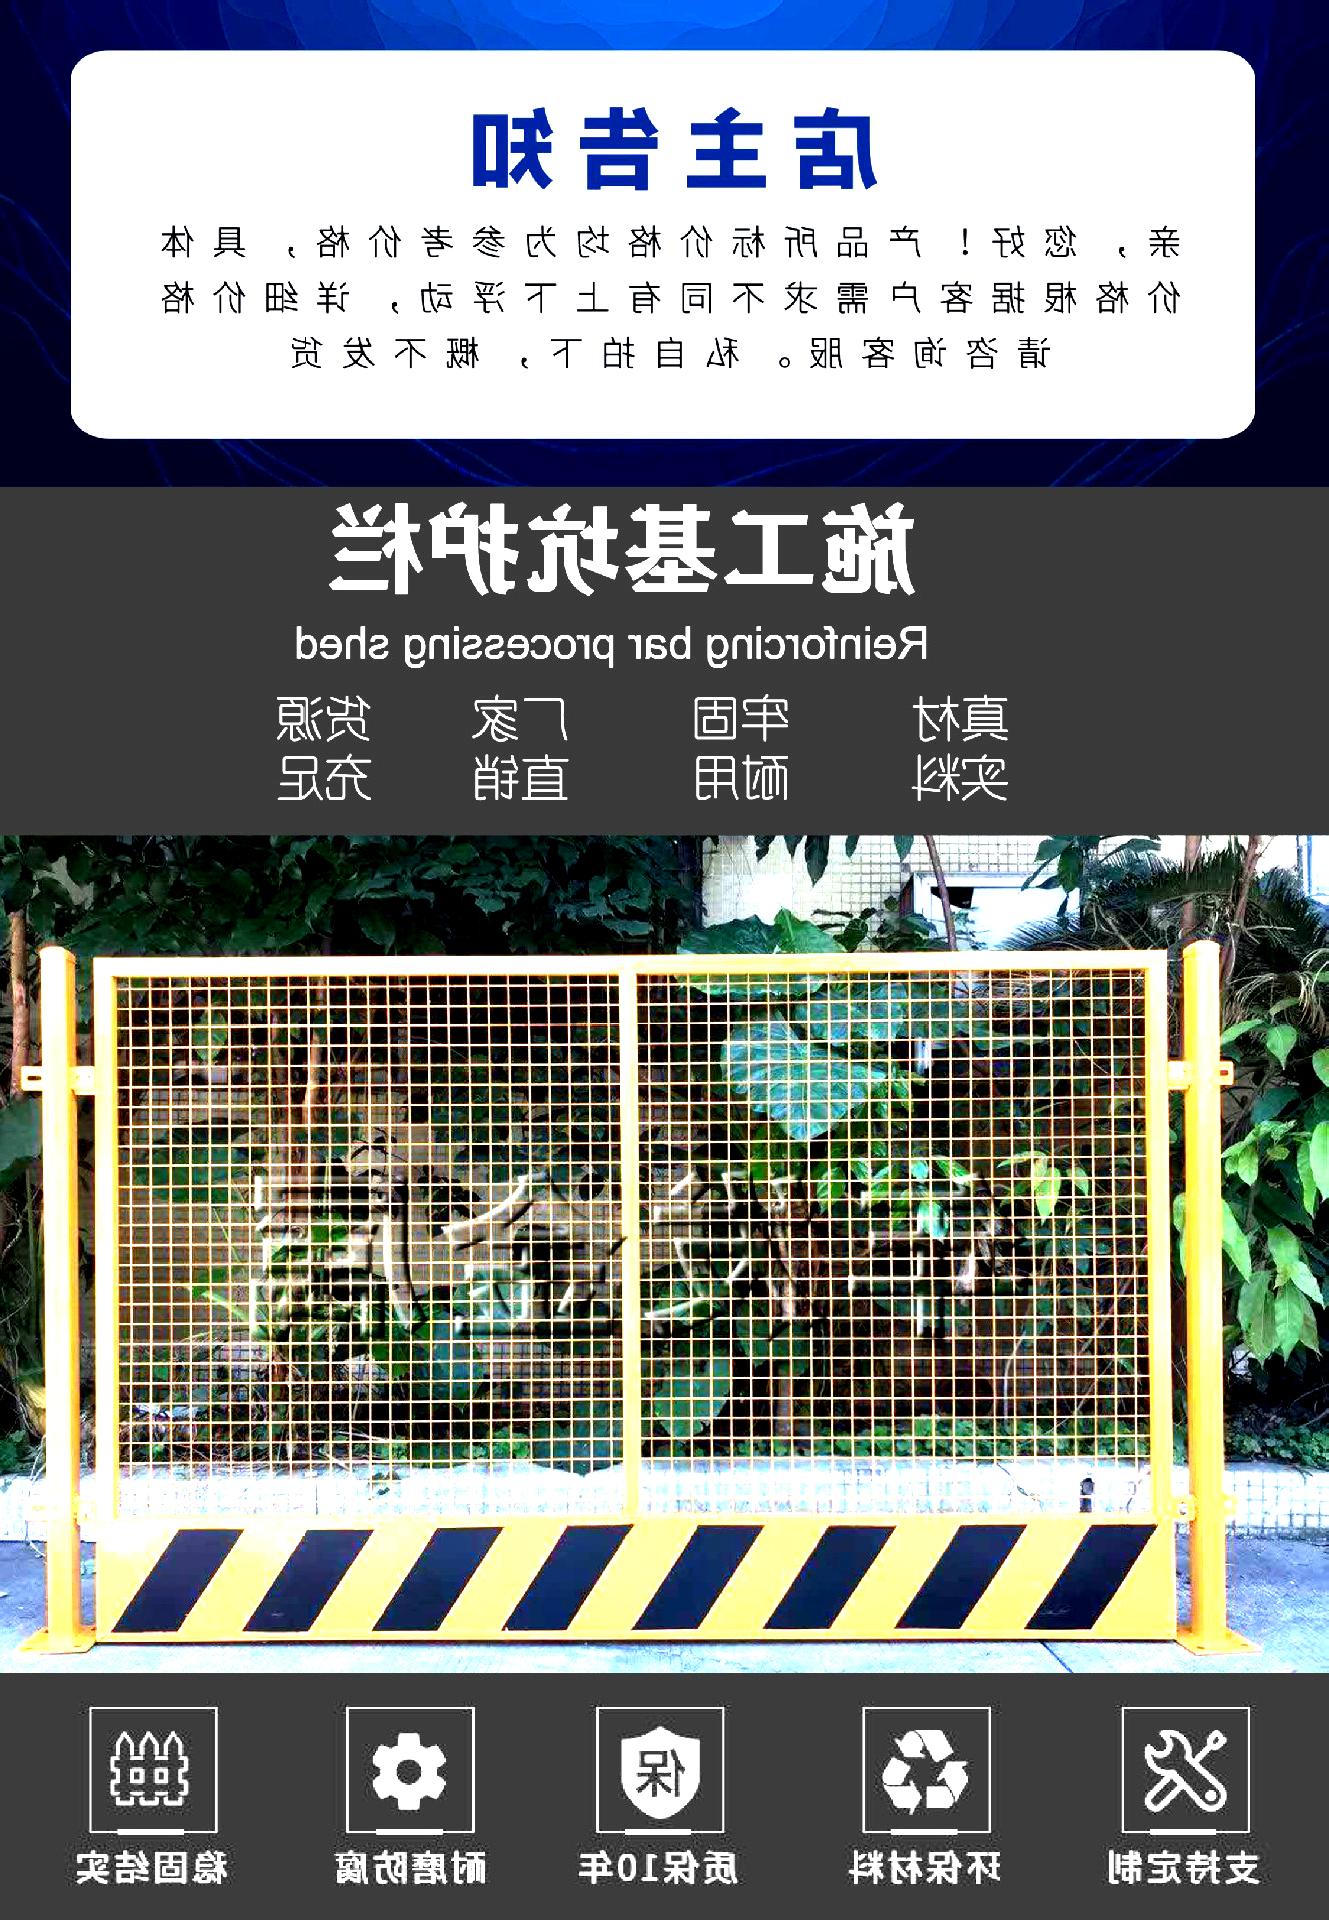 店主告知
亲，您好！产品所标价格均为参考价格，具体
价格根据客户需求不同有上下浮动，详细价格
请咨询客服。私自拍下，概不发货
施工基坑护栏
Reinforcing bar processing shed
真材 牢固 厂家 货源
实料 耐用 直销 充足
保
支持定制 环保材料 质保10年 耐磨防腐 稳固结实